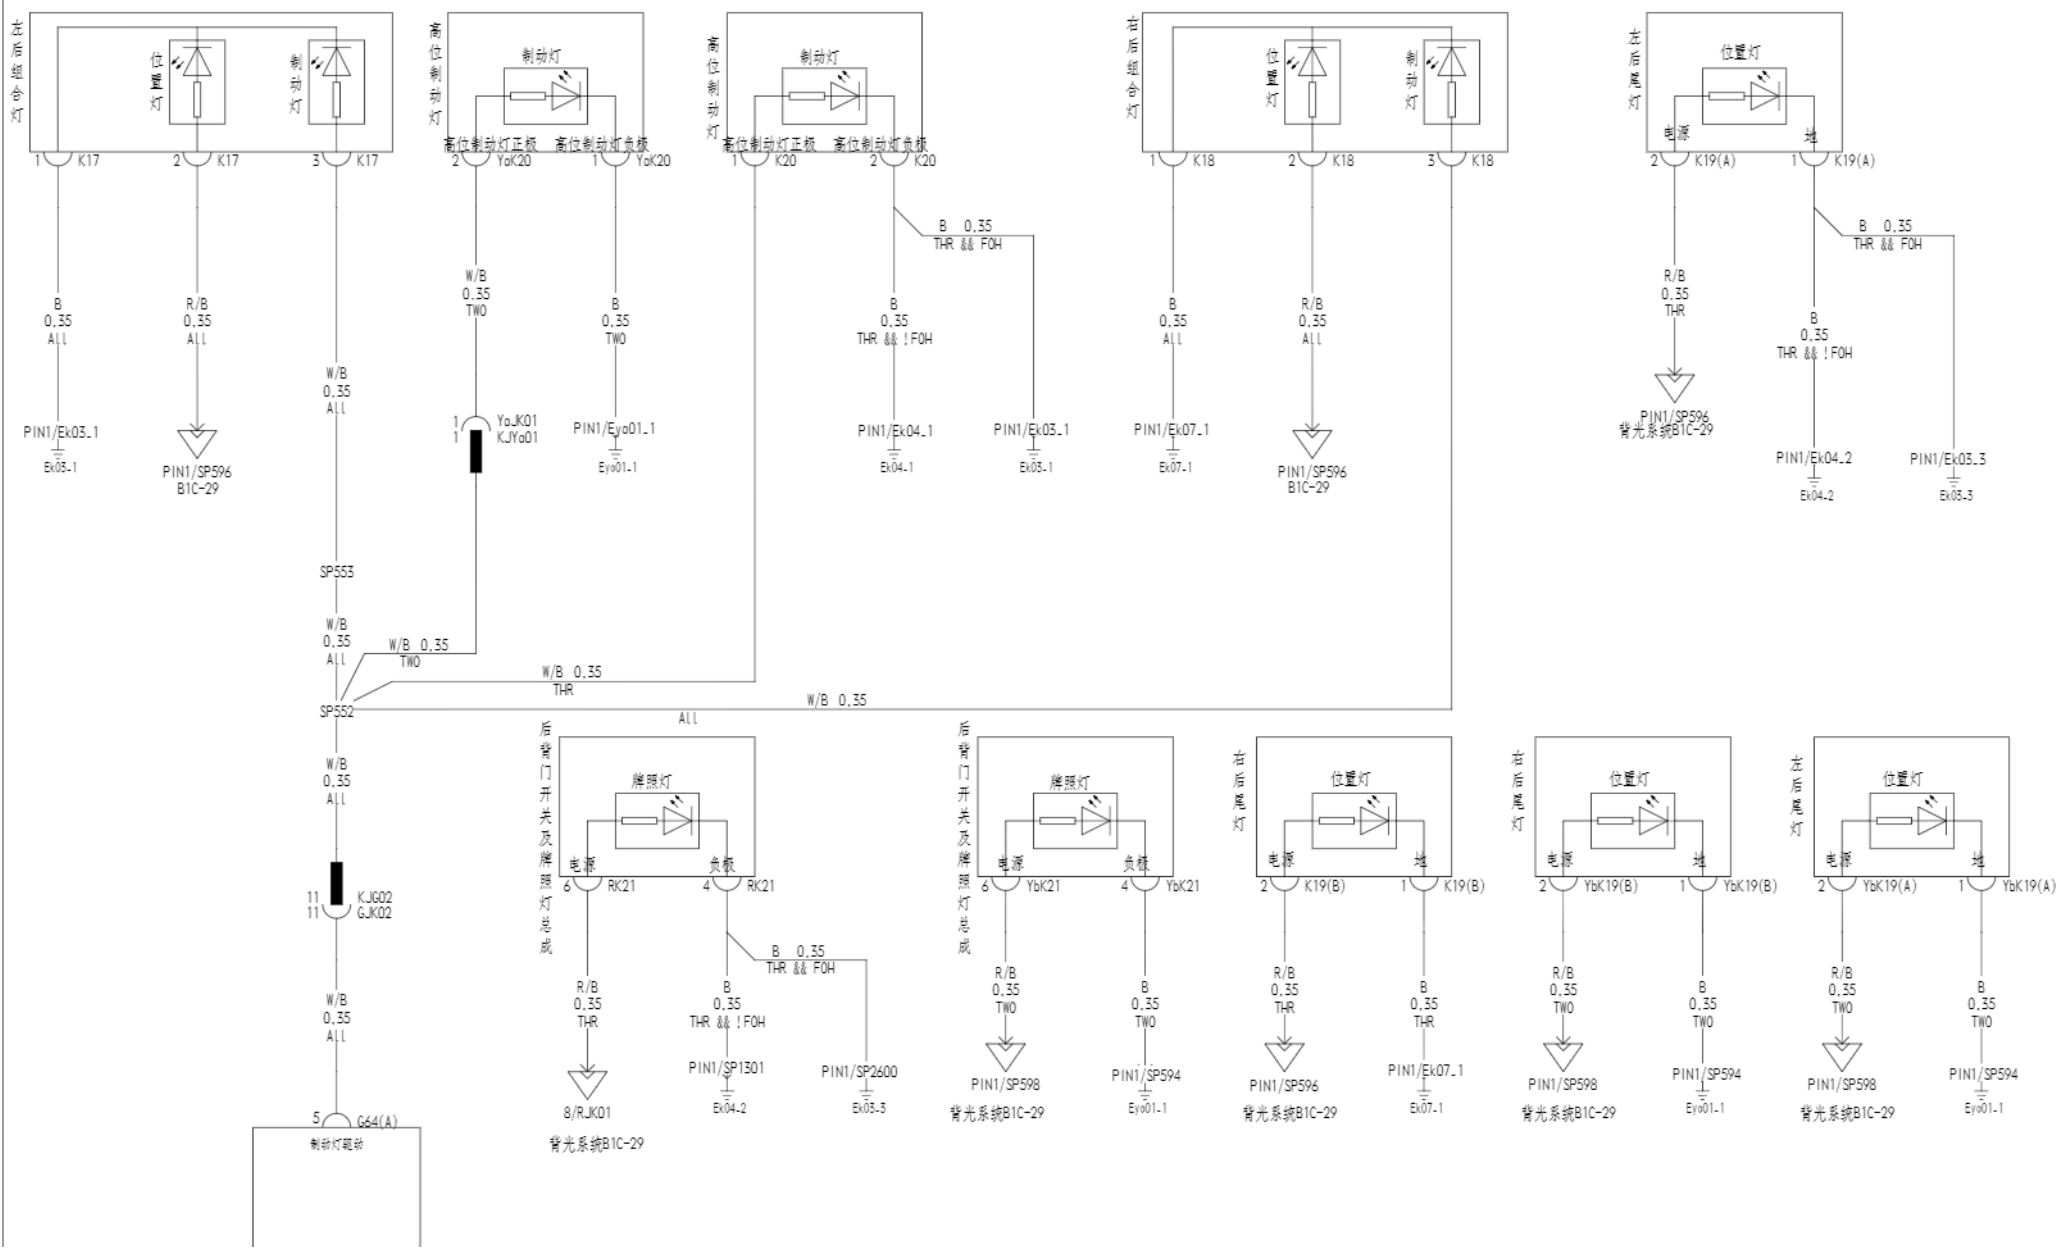 左后组合灯
位置灯
制动灯
1 K17
2 K17
3 K17
高位制动灯
制动灯
高位制动灯正极
高位制动灯负极
2 YaK20
1 YaK20
高位制动灯
制动灯
高位制动灯正极
高位制动灯负极
1 K20
2 K20
右后组合灯
位置灯
制动灯
1 K18
2 K18
3 K18
左后尾灯
位置灯
电源
地
2 K19(A)
1 K19(A)
B
0.35
All
PIN1/Ek03_1
Ek03-1
R/B
0.35
All
PIN1/SP596
B1C-29
W/B
0.35
All
SP553
W/B
0.35
All
W/B
0.35
TWO
1 YaJK01
1 KJYa01
B
0.35
TWO
PIN1/Eya01_1
Eya01-1
B 0.35
THR && FOH
B
0.35
THR && !FOH
PIN1/Ek04_1
Ek04-1
PIN1/Ek03_1
Ek03-1
B
0.35
All
PIN1/Ek07_1
Ek07-1
R/B
0.35
All
PIN1/SP596
B1C-29
R/B
0.35
THR
PIN1/SP596
背光系统B1C-29
B 0.35
THR && FOH
B
0.35
THR && !FOH
PIN1/Ek04_2
Ek04-2
PIN1/Ek03_3
Ek03-3
W/B 0.35
TWO
W/B 0.35
THR
W/B 0.35
All
SP552
W/B
0.35
All
11 KJG02
11 GJK02
W/B
0.35
All
5 G64(A)
制动灯驱动
后背门开关及牌照灯总成
牌照灯
电源
负极
6 RK21
4 RK21
R/B
0.35
THR
8/RJK01
背光系统B1C-29
B 0.35
THR && FOH
B
0.35
THR && !FOH
PIN1/SP1301
Ek04-2
PIN1/SP2600
Ek03-3
后背门开关及牌照灯总成
牌照灯
电源
负极
6 YbK21
4 YbK21
R/B
0.35
TWO
PIN1/SP598
背光系统B1C-29
B
0.35
TWO
PIN1/SP594
Eya01-1
右后尾灯
位置灯
电源
地
2 K19(B)
1 K19(B)
R/B
0.35
THR
PIN1/SP596
背光系统B1C-29
B
0.35
THR
PIN1/Ek07_1
Ek07-1
右后尾灯
位置灯
电源
地
2 YbK19(B)
1 YbK19(B)
R/B
0.35
TWO
PIN1/SP598
背光系统B1C-29
B
0.35
TWO
PIN1/SP594
Eya01-1
左后尾灯
位置灯
电源
地
2 YbK19(A)
1 YbK19(A)
R/B
0.35
TWO
PIN1/SP598
背光系统B1C-29
B
0.35
TWO
PIN1/SP594
Eya01-1